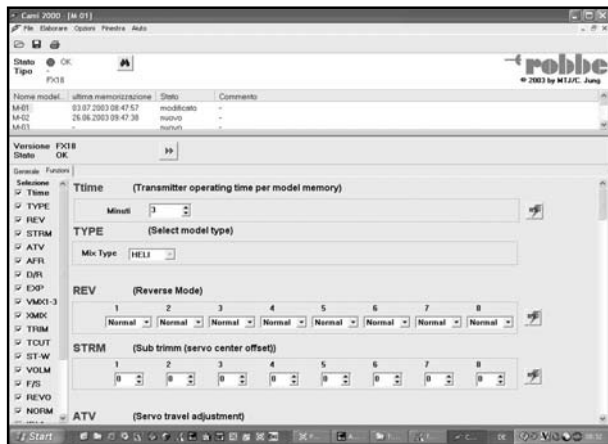 Cami 2000 - [M-01]
File Elaborare Opzioni Finestra Aiuto
Stato OK
Tipo -
FX18
robbe
© 2003 by MTJ/C. Jung
Nome model... ultima memorizzazione Stato Commento
M-01 03.07.2003 08:47:57 modificato -
M-02 26.06.2003 09:47:38 nuovo -
M-03 - nuovo -
Versione FX18
Stato OK
Generale Funzioni
Selezione
Ttime
TYPE
REV
STRM
ATV
AFR
D/R
EXP
VMX1-3
XMIX
TRIM
TCUT
ST-W
VOLM
F/S
REVO
NORM
Ttime (Transmitter operating time per model memory)
Minuti 3
TYPE (Select model type)
Mix Type HELI
REV (Reverse Mode)
1 2 3 4 5 6 7 8
Normal Normal Normal Normal Normal Normal Normal Normal
STRM (Sub trimm (servo center offset))
1 2 3 4 5 6 7 8
0 0 0 0 0 0 0 0
ATV (Servo travel adjustment)
Start